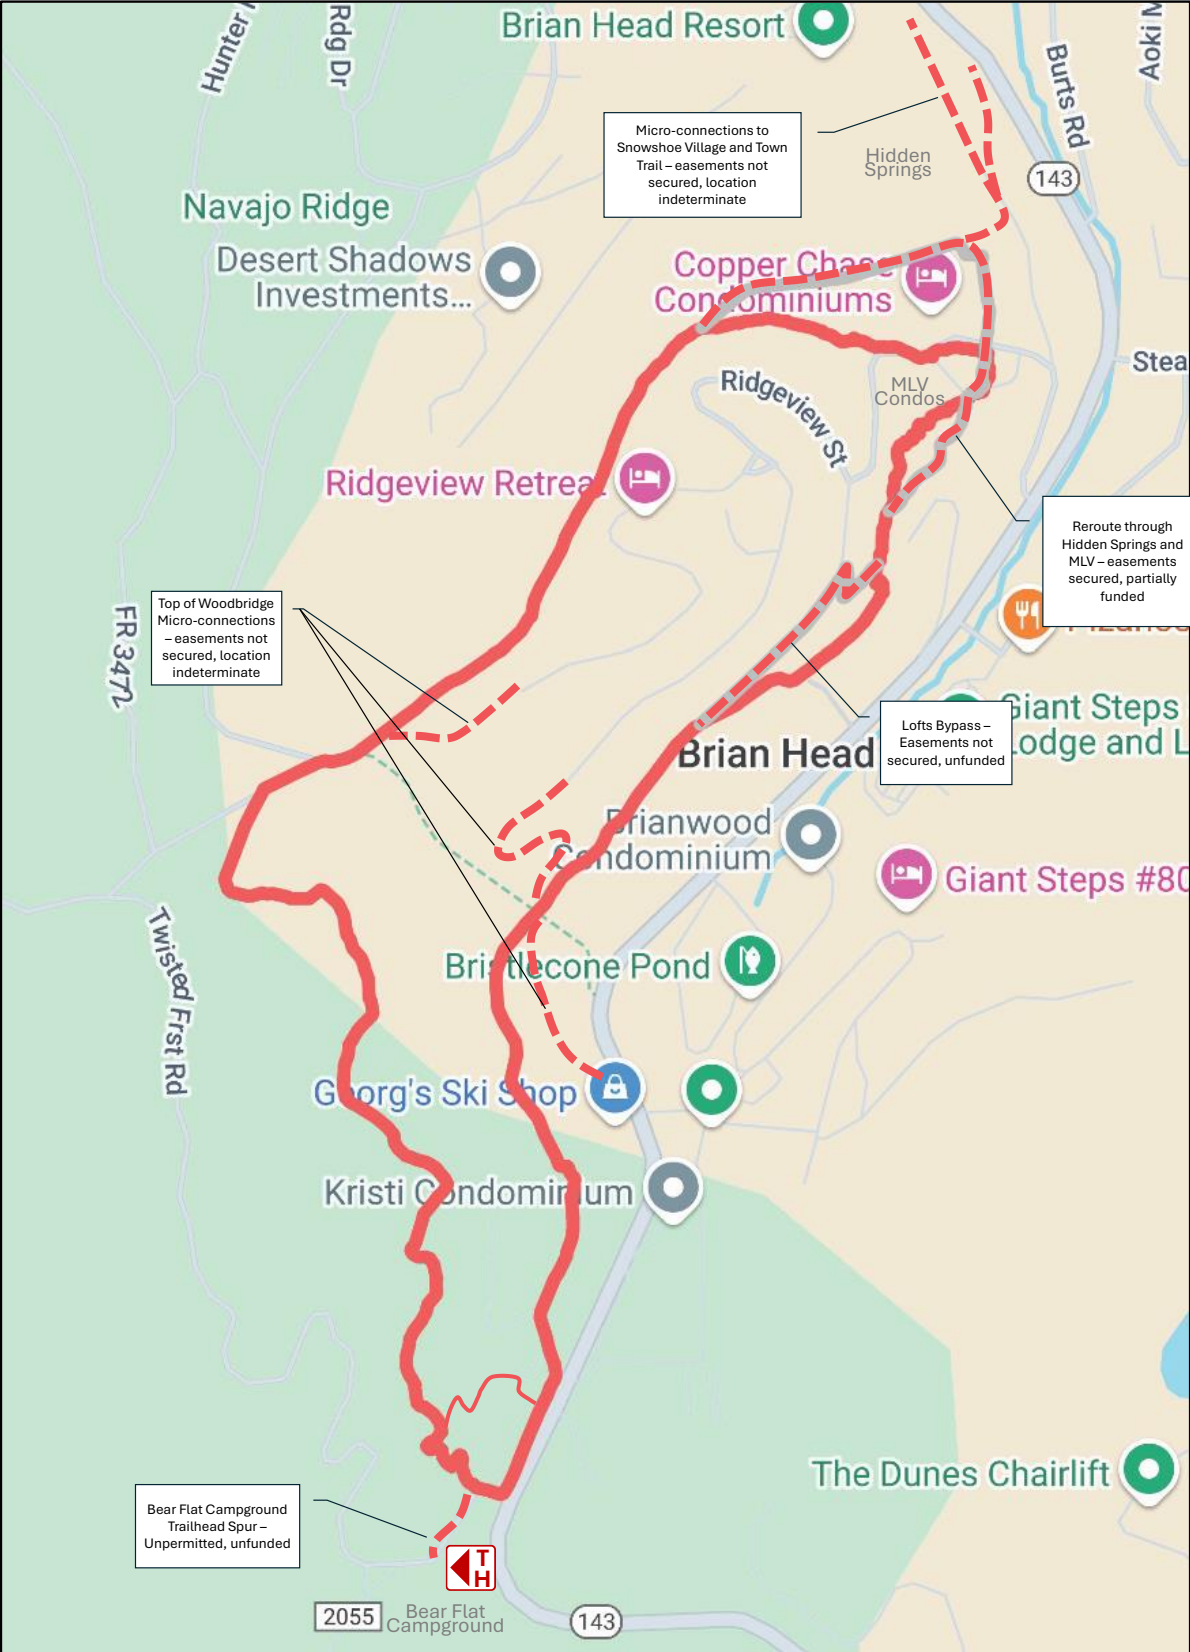 Brian Head Resort
Hunter
Rdg Dr
Burts Rd
Aoki
Micro-connections to
Snowshoe Village and Town
Trail – easements not
secured, location
indeterminate
Hidden
Springs
143
Navajo Ridge
Desert Shadows
Investments...
Copper Chase
Condominiums
Stea
MLV
Condos
Ridgeview St
Ridgeview Retreat
Reroute through
Hidden Springs and
MLV – easements
secured, partially
funded
Top of Woodbridge
Micro-connections
– easements not
secured, location
indeterminate
FR 3472
Giant Steps
Lodge and L
Lofts Bypass –
Easements not
secured, unfunded
Brian Head
Brianwood
Condominium
Giant Steps #80
Twisted Frst Rd
Bristlecone Pond
Georg's Ski Shop
Kristi Condominium
The Dunes Chairlift
Bear Flat Campground
Trailhead Spur –
Unpermitted, unfunded
T
H
2055
Bear Flat
Campground
143